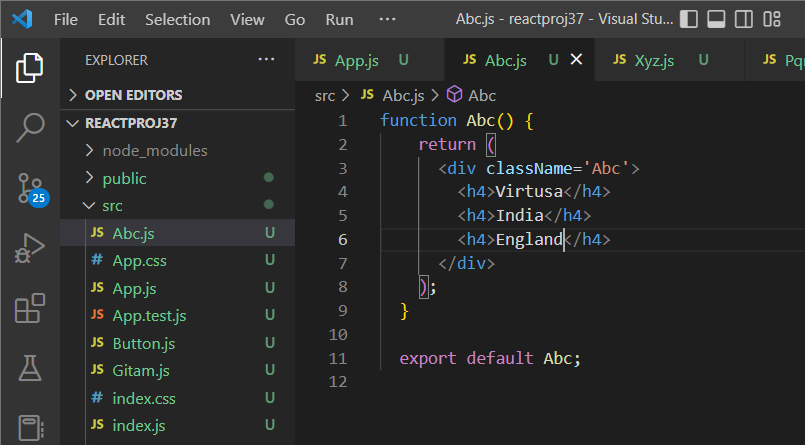 File Edit Selection View Go Run ··· Abc.js - reactproj37 - Visual Stu...
EXPLORER ···
JS App.js U JS Abc.js U × JS Xyz.js U JS Pq
OPEN EDITORS
REACTPROJ37
node_modules
public
src
JS Abc.js U
# App.css U
JS App.js U
JS App.test.js U
JS Button.js U
JS Gitam.js U
# index.css U
JS index.js U
25
src > JS Abc.js > Abc
1 function Abc() {
2 return (
3 <div className='Abc'>
4 <h4>Virtusa</h4>
5 <h4>India</h4>
6 <h4>England</h4>
7 </div>
8 );
9 }
10
11 export default Abc;
12